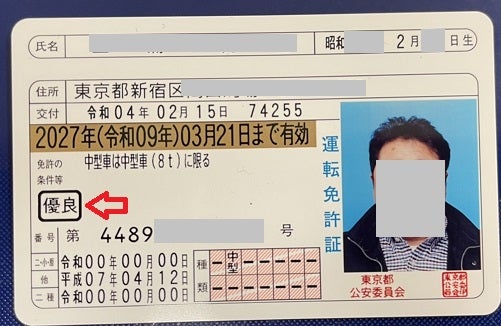 氏名 昭和 2月 日生
住所 東京都新宿区
交付 令和04年02月15日 74255
2027年(令和09年)03月21日まで有効
免許の
条件等
中型車は中型車(8t)に限る
優良
番号 第 4489 号
二・小・原 令和00年00月00日
他 平成07年04月12日
二種 令和00年00月00日
種類
中型
運転免許証
東京都
公安委員会